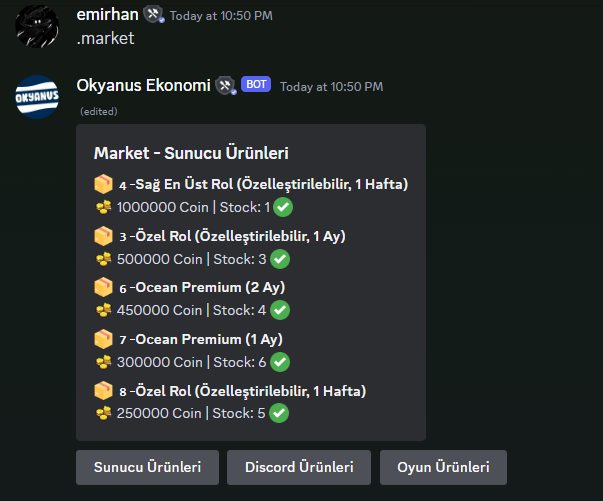 emirhan Today at 10:50 PM
.market
OKYANUS
Okyanus Ekonomi BOT Today at 10:50 PM
(edited)
Market - Sunucu Ürünleri
4 -Sağ En Üst Rol (Özelleştirilebilir, 1 Hafta)
1000000 Coin | Stock: 1
3 -Özel Rol (Özelleştirilebilir, 1 Ay)
500000 Coin | Stock: 3
6 -Ocean Premium (2 Ay)
450000 Coin | Stock: 4
7 -Ocean Premium (1 Ay)
300000 Coin | Stock: 6
8 -Özel Rol (Özelleştirilebilir, 1 Hafta)
250000 Coin | Stock: 5
Sunucu Ürünleri Discord Ürünleri Oyun Ürünleri